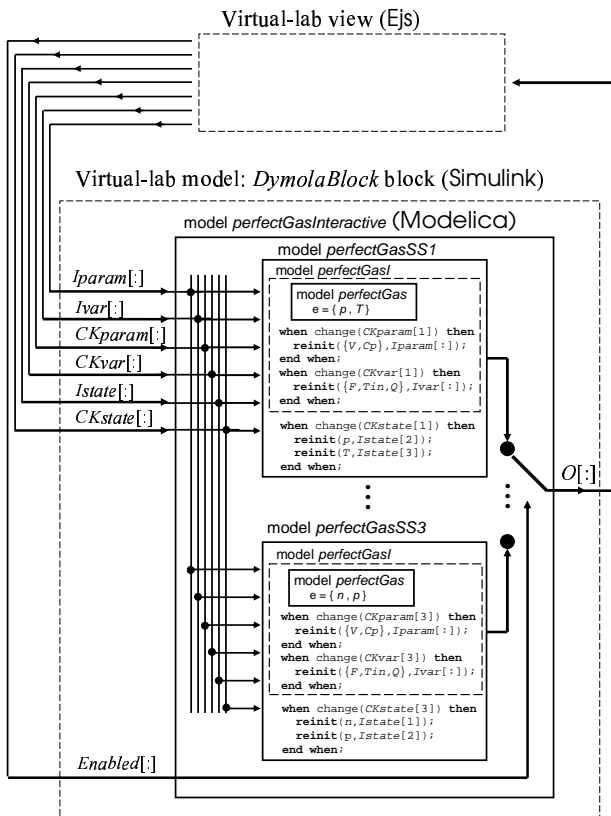 Virtual-lab view (Ejs)
Virtual-lab model: DymolaBlock block (Simulink)
model perfectGasInteractive (Modelica)
model perfectGasSS1
model perfectGasI
model perfectGas
e = { p , T }
when change(CKparam[1]) then
reinit({V,Cp},Iparam[:]);
end when;
when change(CKvar[1]) then
reinit({F,Tin,Q},Ivar[:]);
end when;
when change(CKstate[1]) then
reinit(p,Istate[2]);
reinit(T,Istate[3]);
end when;
Iparam[:]
Ivar[:]
CKparam[:]
CKvar[:]
Istate[:]
CKstate[:]
O[:]
model perfectGasSS3
model perfectGasI
model perfectGas
e = { n , p }
when change(CKparam[3]) then
reinit({V,Cp},Iparam[:]);
end when;
when change(CKvar[3]) then
reinit({F,Tin,Q},Ivar[:]);
end when;
when change(CKstate[3]) then
reinit(n,Istate[1]);
reinit(p,Istate[2]);
end when;
Enabled[:]